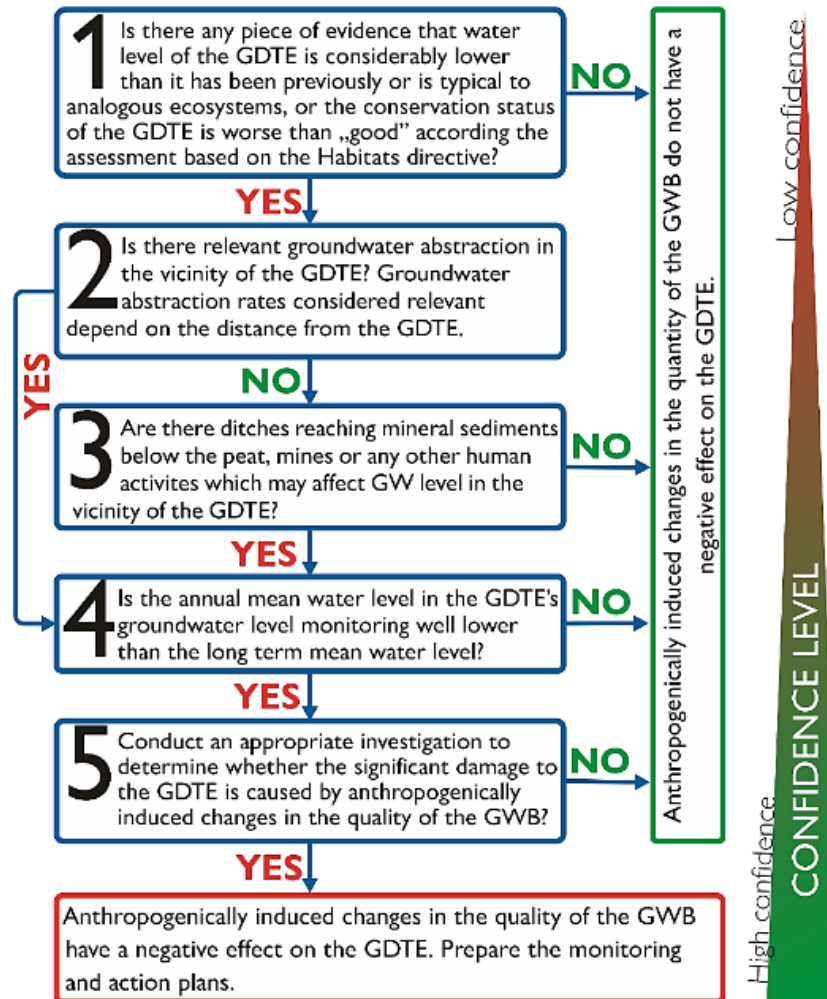 1 Is there any piece of evidence that water
level of the GDTE is considerably lower
than it has been previously or is typical to
analogous ecosystems, or the conservation status
of the GDTE is worse than „good” according the
assessment based on the Habitats directive?
NO
YES
2 Is there relevant groundwater abstraction in
the vicinity of the GDTE? Groundwater
abstraction rates considered relevant
depend on the distance from the GDTE.
YES
NO
3 Are there ditches reaching mineral sediments
below the peat, mines or any other human
activites which may affect GW level in the
vicinity of the GDTE?
NO
YES
4 Is the annual mean water level in the GDTE's
groundwater level monitoring well lower
than the long term mean water level?
NO
YES
5 Conduct an appropriate investigation to
determine whether the significant damage to
the GDTE is caused by anthropogenically
induced changes in the quality of the GWB?
NO
YES
Anthropogenically induced changes in the quality of the GWB
have a negative effect on the GDTE. Prepare the monitoring
and action plans.
Anthropogenically induced changes in the quantity of the GWB do not have a
negative effect on the GDTE.
Low confidence
High confidence
CONFIDENCE LEVEL